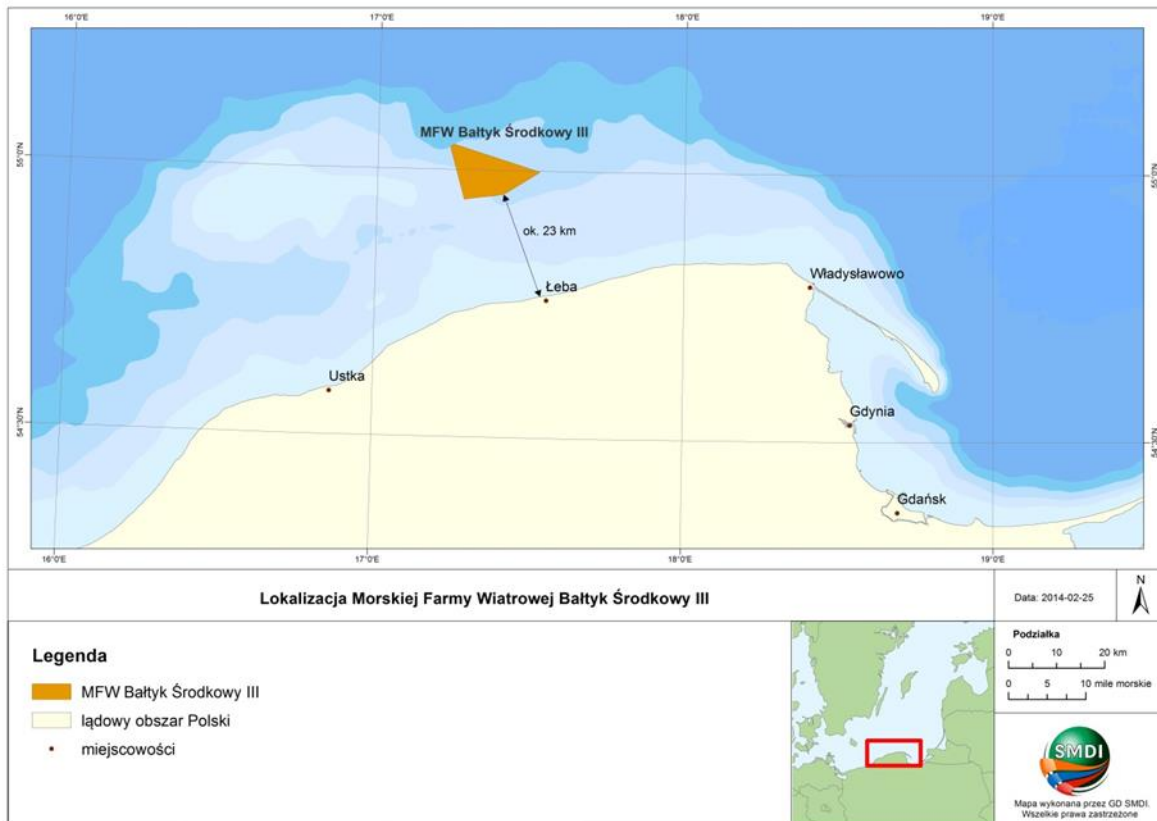 16°0'E 17°0'E 18°0'E 19°0'E
MFW Bałtyk Środkowy III
55°0'N 55°0'N
ok. 23 km
Władysławowo
Łeba
Ustka
Gdynia
54°30'N 54°30'N
Gdańsk
16°0'E 17°0'E 18°0'E 19°0'E
Lokalizacja Morskiej Farmy Wiatrowej Bałtyk Środkowy III
Data: 2014-02-25
N
Legenda
MFW Bałtyk Środkowy III
lądowy obszar Polski
miejscowości
Podziałka
0 10 20 km
0 5 10 mile morskie
SMDI
Mapa wykonana przez GD SMDI.
Wszelkie prawa zastrzeżone